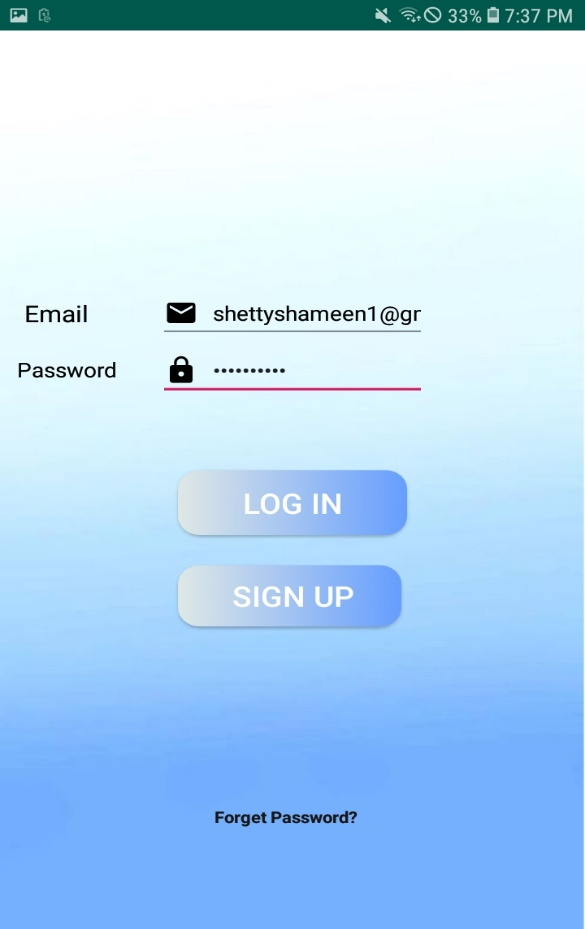 33% 7:37 PM
Email shettyshameen1@gr
Password ··········
LOG IN
SIGN UP
Forget Password?